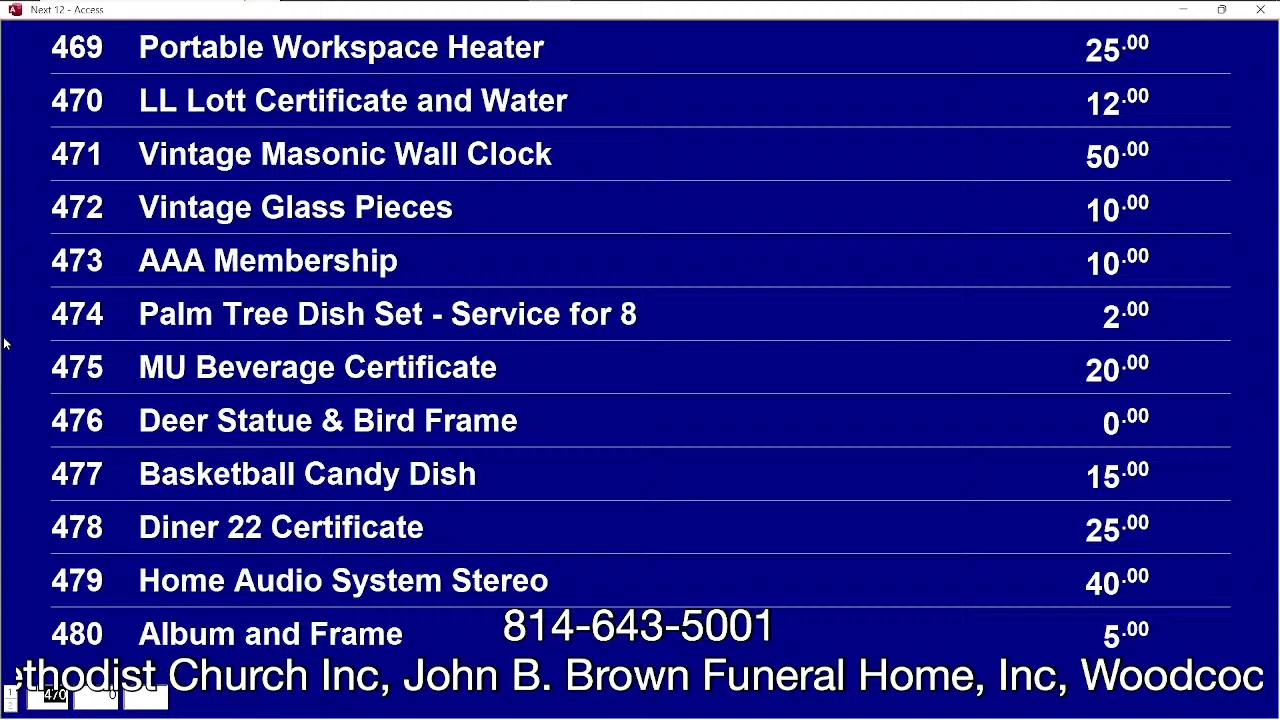 Next 12 - Access
469 Portable Workspace Heater 25.00
470 LL Lott Certificate and Water 12.00
471 Vintage Masonic Wall Clock 50.00
472 Vintage Glass Pieces 10.00
473 AAA Membership 10.00
474 Palm Tree Dish Set - Service for 8 2.00
475 MU Beverage Certificate 20.00
476 Deer Statue & Bird Frame 0.00
477 Basketball Candy Dish 15.00
478 Diner 22 Certificate 25.00
479 Home Audio System Stereo 40.00
480 Album and Frame 5.00
814-643-5001
ethodist Church Inc, John B. Brown Funeral Home, Inc, Woodcoc
1 470 0
2